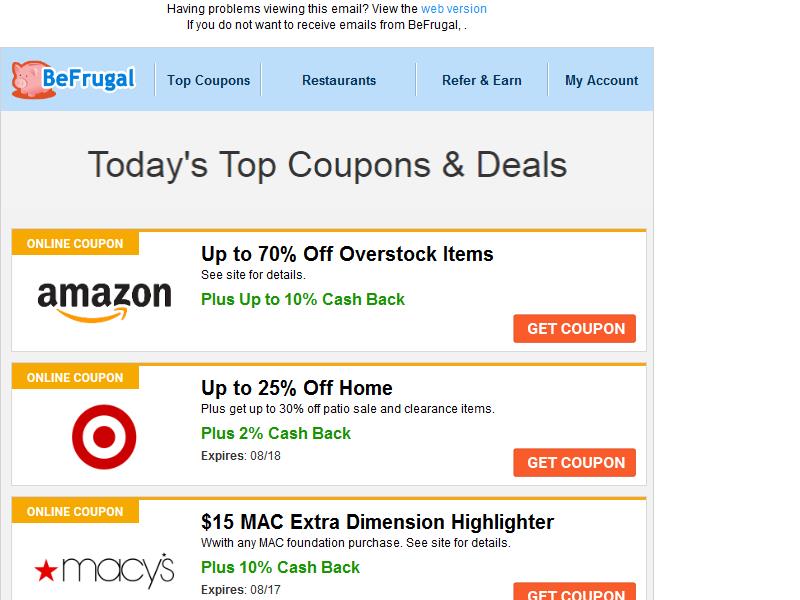 Having problems viewing this email? View the web version
If you do not want to receive emails from BeFrugal, .
BeFrugal
Top Coupons
Restaurants
Refer & Earn
My Account
Today's Top Coupons & Deals
ONLINE COUPON
amazon
Up to 70% Off Overstock Items
See site for details.
Plus Up to 10% Cash Back
GET COUPON
ONLINE COUPON
Up to 25% Off Home
Plus get up to 30% off patio sale and clearance items.
Plus 2% Cash Back
Expires: 08/18
GET COUPON
ONLINE COUPON
macy's
$15 MAC Extra Dimension Highlighter
Wwith any MAC foundation purchase. See site for details.
Plus 10% Cash Back
Expires: 08/17
GET COUPON